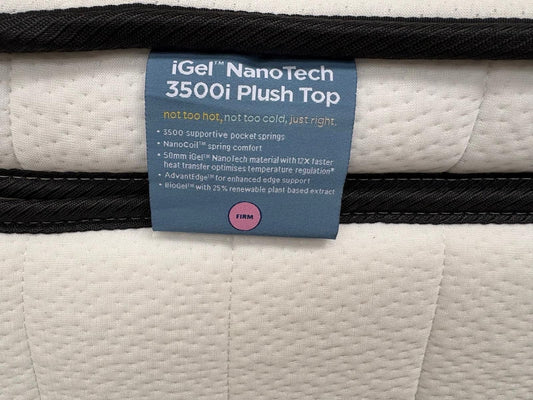 iGel™ NanoTech
3500i Plush Top
not too hot, not too cold, just right.
• 3500 supportive pocket springs
• NanoCoil™ spring comfort
• 50mm iGel™ NanoTech material with 12X faster
heat transfer optimises temperature regulation*
• AdvantEdge™ for enhanced edge support
• BioGel™ with 25% renewable plant based extract
FIRM